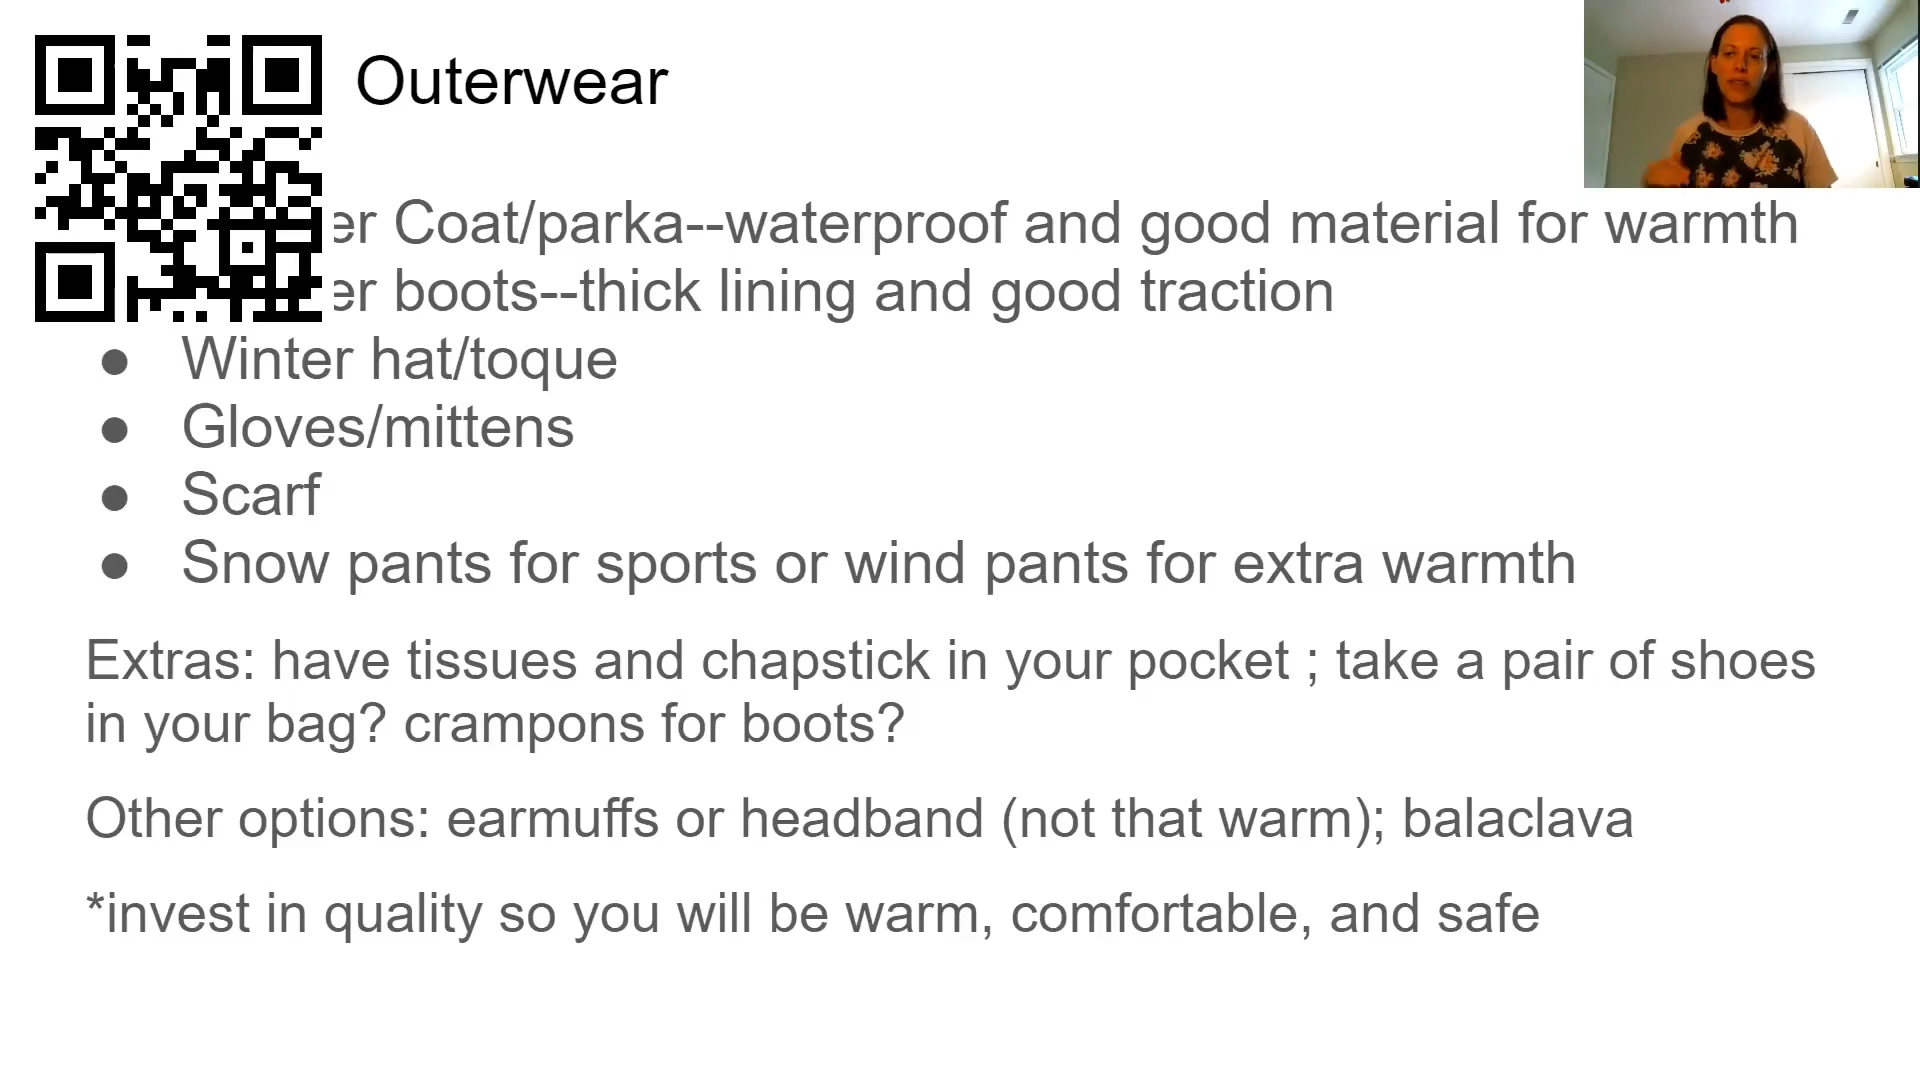 Outerwear
er Coat/parka--waterproof and good material for warmth
er boots--thick lining and good traction
● Winter hat/toque
● Gloves/mittens
● Scarf
● Snow pants for sports or wind pants for extra warmth
Extras: have tissues and chapstick in your pocket ; take a pair of shoes
in your bag? crampons for boots?
Other options: earmuffs or headband (not that warm); balaclava
*invest in quality so you will be warm, comfortable, and safe